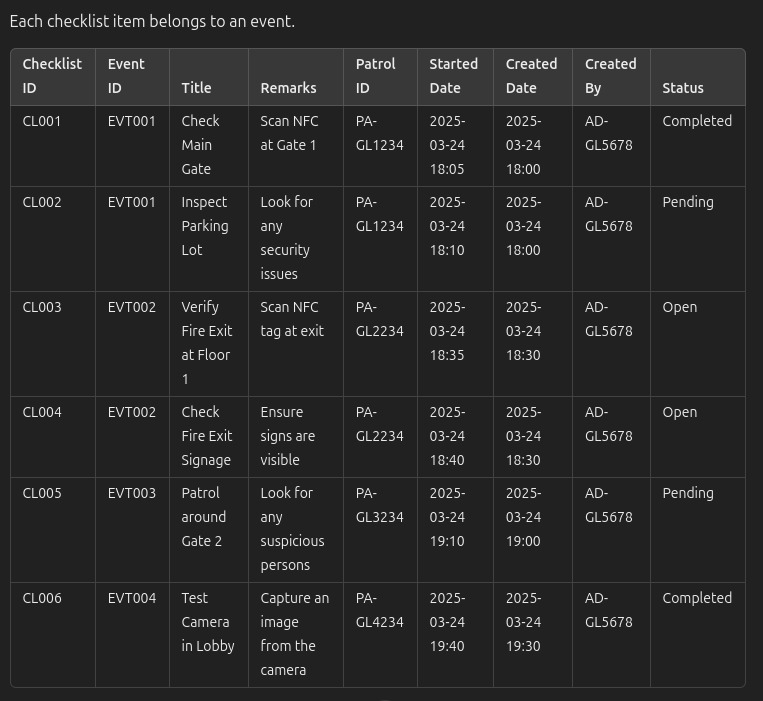 Each checklist item belongs to an event.
Checklist ID | Event ID | Title | Remarks | Patrol ID | Started Date | Created Date | Created By | Status
CL001 | EVT001 | Check Main Gate | Scan NFC at Gate 1 | PA-GL1234 | 2025-03-24 18:05 | 2025-03-24 18:00 | AD-GL5678 | Completed
CL002 | EVT001 | Inspect Parking Lot | Look for any security issues | PA-GL1234 | 2025-03-24 18:10 | 2025-03-24 18:00 | AD-GL5678 | Pending
CL003 | EVT002 | Verify Fire Exit at Floor 1 | Scan NFC tag at exit | PA-GL2234 | 2025-03-24 18:35 | 2025-03-24 18:30 | AD-GL5678 | Open
CL004 | EVT002 | Check Fire Exit Signage | Ensure signs are visible | PA-GL2234 | 2025-03-24 18:40 | 2025-03-24 18:30 | AD-GL5678 | Open
CL005 | EVT003 | Patrol around Gate 2 | Look for any suspicious persons | PA-GL3234 | 2025-03-24 19:10 | 2025-03-24 19:00 | AD-GL5678 | Pending
CL006 | EVT004 | Test Camera in Lobby | Capture an image from the camera | PA-GL4234 | 2025-03-24 19:40 | 2025-03-24 19:30 | AD-GL5678 | Completed